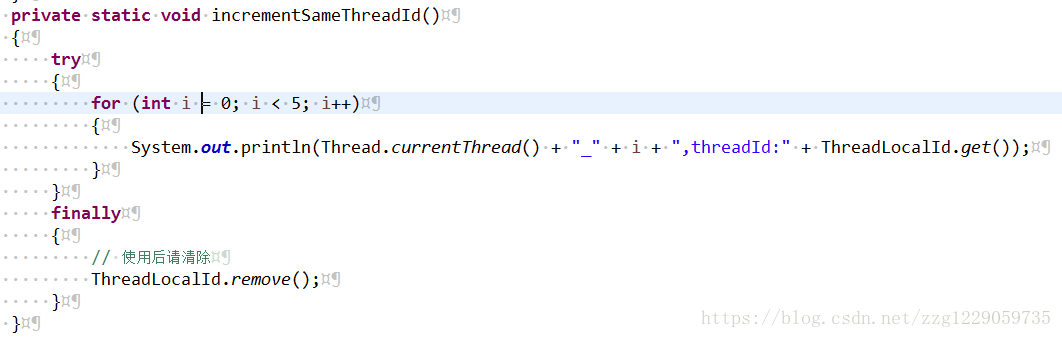 private static void incrementSameThreadId()
{
try
{
for (int i = 0; i < 5; i++)
{
System.out.println(Thread.currentThread() + "_" + i + ",threadId:" + ThreadLocalId.get());
}
}
finally
{
// 使用后请清除
ThreadLocalId.remove();
}
}
https://blog.csdn.net/zzg1229059735